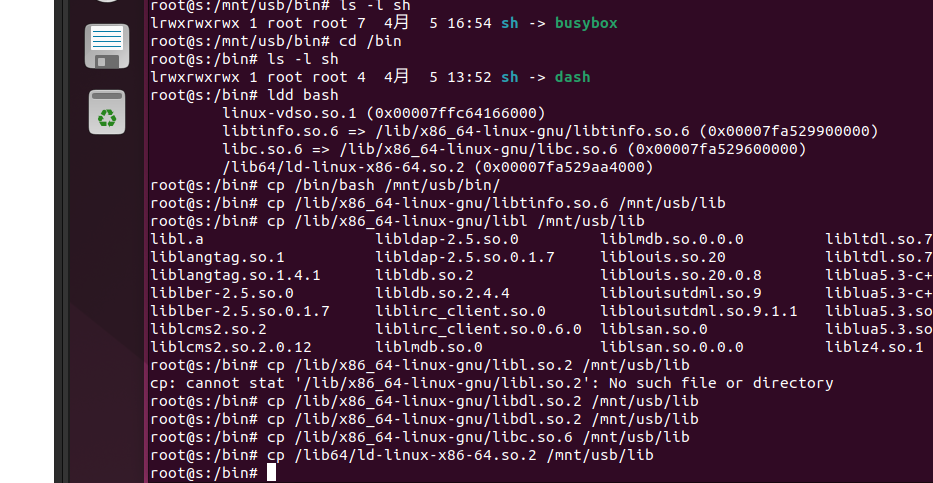 root@s:/mnt/usb/bin# ls -l sh
lrwxrwxrwx 1 root root 7  4月  5 16:54 sh -> busybox
root@s:/mnt/usb/bin# cd /bin
root@s:/bin# ls -l sh
lrwxrwxrwx 1 root root 4  4月  5 13:52 sh -> dash
root@s:/bin# ldd bash
        linux-vdso.so.1 (0x00007ffc64166000)
        libtinfo.so.6 => /lib/x86_64-linux-gnu/libtinfo.so.6 (0x00007fa529900000)
        libc.so.6 => /lib/x86_64-linux-gnu/libc.so.6 (0x00007fa529600000)
        /lib64/ld-linux-x86-64.so.2 (0x00007fa529aa4000)
root@s:/bin# cp /bin/bash /mnt/usb/bin/
root@s:/bin# cp /lib/x86_64-linux-gnu/libtinfo.so.6 /mnt/usb/lib
root@s:/bin# cp /lib/x86_64-linux-gnu/libl /mnt/usb/lib
libl.a                   libldap-2.5.so.0         liblmdb.so.0.0.0         libltdl.so.7
liblangtag.so.1          libldap-2.5.so.0.1.7     liblouis.so.20           libltdl.so.7
liblangtag.so.1.4.1      libldb.so.2              liblouis.so.20.0.8       liblua5.3-c+
liblber-2.5.so.0         libldb.so.2.4.4          liblouisutdml.so.9       liblua5.3-c+
liblber-2.5.so.0.1.7     liblirc_client.so.0      liblouisutdml.so.9.1.1   liblua5.3.so
liblcms2.so.2            liblirc_client.so.0.6.0  liblsan.so.0             liblua5.3.so
liblcms2.so.2.0.12       liblmdb.so.0             liblsan.so.0.0.0         liblz4.so.1
root@s:/bin# cp /lib/x86_64-linux-gnu/libl.so.2 /mnt/usb/lib
cp: cannot stat '/lib/x86_64-linux-gnu/libl.so.2': No such file or directory
root@s:/bin# cp /lib/x86_64-linux-gnu/libdl.so.2 /mnt/usb/lib
root@s:/bin# cp /lib/x86_64-linux-gnu/libdl.so.2 /mnt/usb/lib
root@s:/bin# cp /lib/x86_64-linux-gnu/libc.so.6 /mnt/usb/lib
root@s:/bin# cp /lib64/ld-linux-x86-64.so.2 /mnt/usb/lib
root@s:/bin#